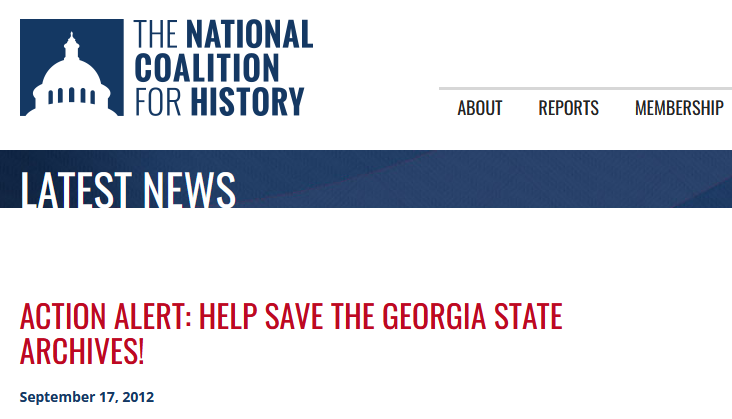 THE NATIONAL
COALITION
FOR HISTORY
ABOUT REPORTS MEMBERSHIP
LATEST NEWS
ACTION ALERT: HELP SAVE THE GEORGIA STATE
ARCHIVES!
September 17, 2012